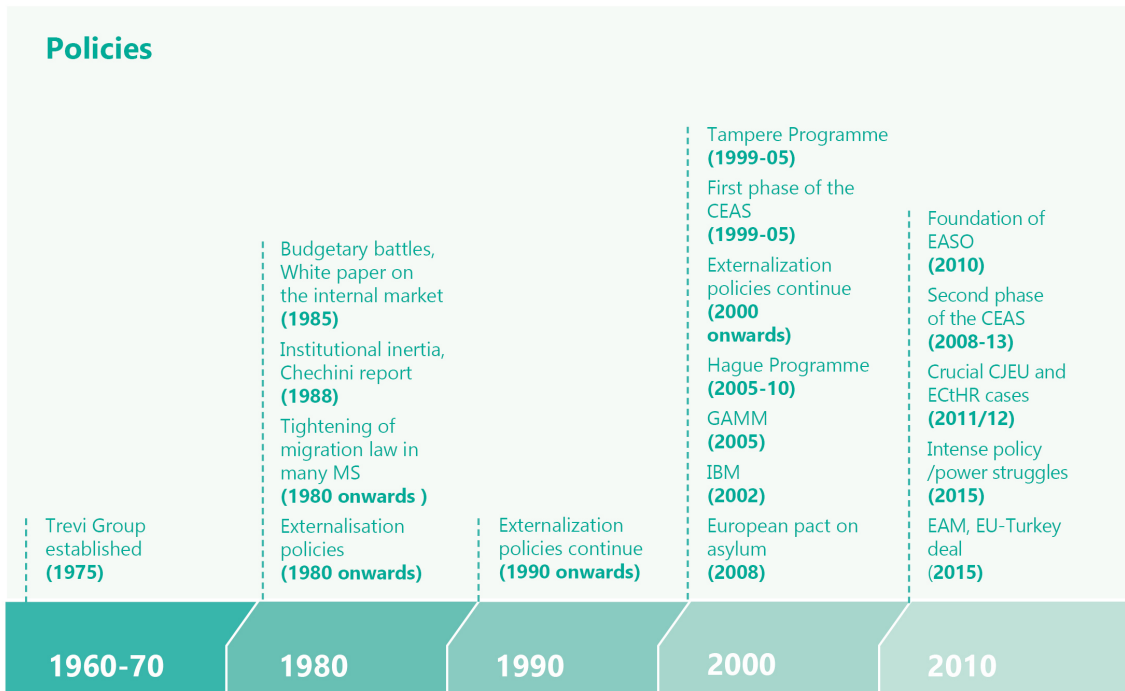 Policies
Trevi Group
established
(1975)
Budgetary battles,
White paper on
the internal market
(1985)
Institutional inertia,
Chechini report
(1988)
Tightening of
migration law in
many MS
(1980 onwards )
Externalisation
policies
(1980 onwards)
Externalization
policies continue
(1990 onwards)
Tampere Programme
(1999-05)
First phase of the
CEAS
(1999-05)
Externalization
policies continue
(2000
onwards)
Hague Programme
(2005-10)
GAMM
(2005)
IBM
(2002)
European pact on
asylum
(2008)
Foundation of
EASO
(2010)
Second phase
of the CEAS
(2008-13)
Crucial CJEU and
ECtHR cases
(2011/12)
Intense policy
/power struggles
(2015)
EAM, EU-Turkey
deal
(2015)
1960-70
1980
1990
2000
2010